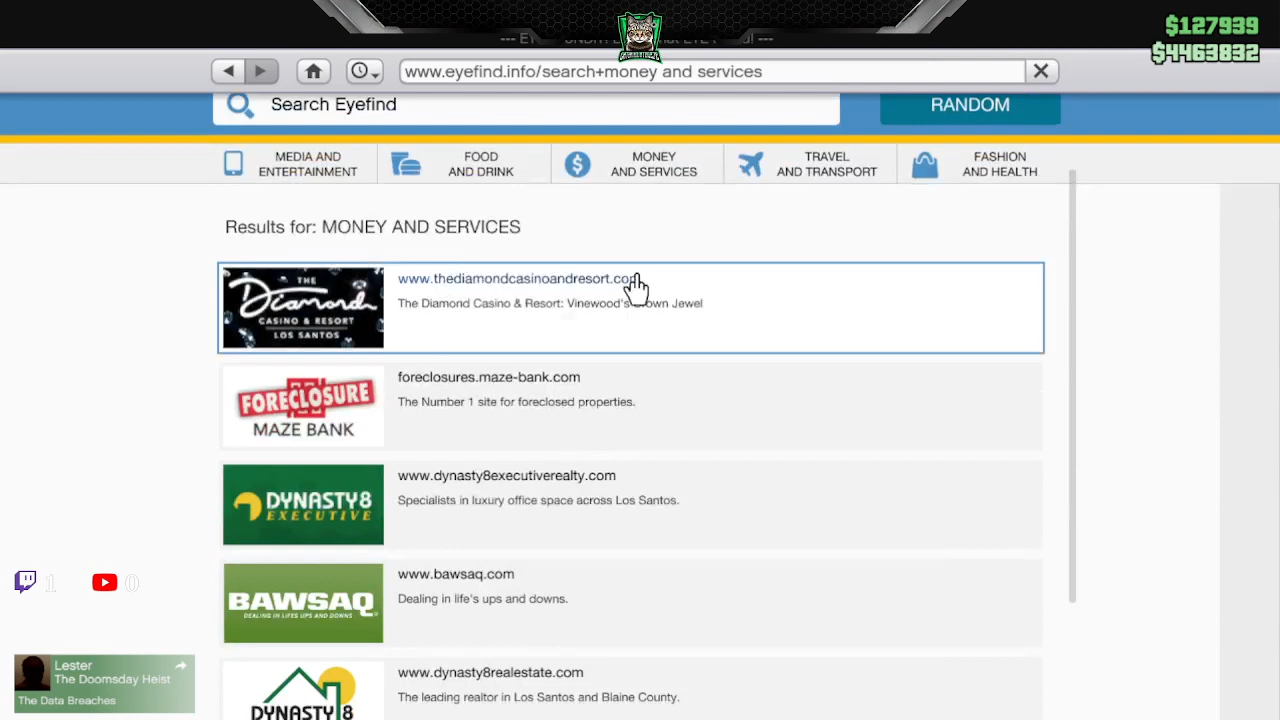 $127939
$4463832
www.eyefind.info/search+money and services
Search Eyefind
RANDOM
MEDIA AND
ENTERTAINMENT
FOOD
AND DRINK
MONEY
AND SERVICES
TRAVEL
AND TRANSPORT
FASHION
AND HEALTH
Results for: MONEY AND SERVICES
THE
Diamond
CASINO & RESORT
LOS SANTOS
www.thediamondcasinoandresort.com
The Diamond Casino & Resort: Vinewood's Crown Jewel
FORECLOSURE
MAZE BANK
foreclosures.maze-bank.com
The Number 1 site for foreclosed properties.
DYNASTY8
EXECUTIVE
www.dynasty8executiverealty.com
Specialists in luxury office space across Los Santos.
BAWSAQ
DEALING IN LIFE'S UPS AND DOWNS
www.bawsaq.com
Dealing in life's ups and downs.
DYNASTY 8
www.dynasty8realestate.com
The leading realtor in Los Santos and Blaine County.
1
0
Lester
The Doomsday Heist
The Data Breaches